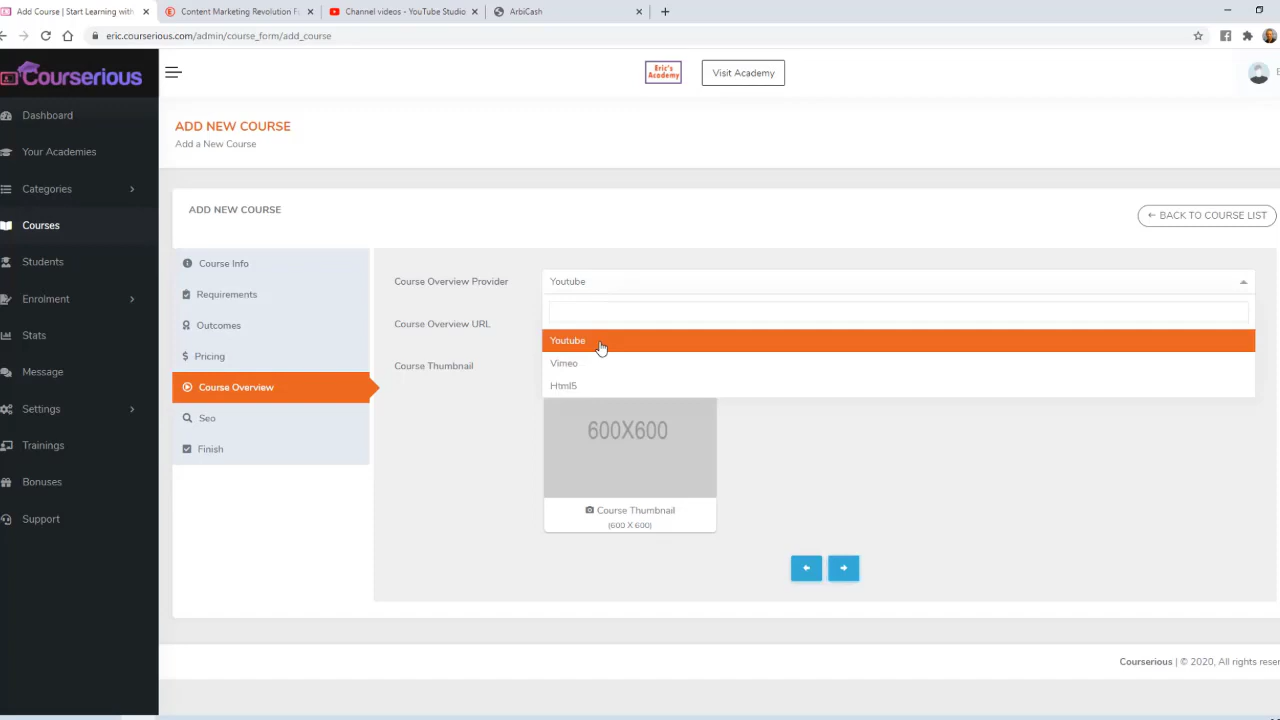 Add Course | Start Learning with
Content Marketing Revolution F
Channel videos - YouTube Studio
ArbiCash
eric.courserious.com/admin/course_form/add_course
Courserious
Eric's
Academy
Visit Academy
Dashboard
Your Academies
Categories
Courses
Students
Enrolment
Stats
Message
Settings
Trainings
Bonuses
Support
ADD NEW COURSE
Add a New Course
ADD NEW COURSE
← BACK TO COURSE LIST
Course Info
Requirements
Outcomes
Pricing
Course Overview
Seo
Finish
Course Overview Provider
Youtube
Course Overview URL
Youtube
Vimeo
Html5
Course Thumbnail
600X600
Course Thumbnail
(600 X 600)
Courserious | © 2020, All rights reser